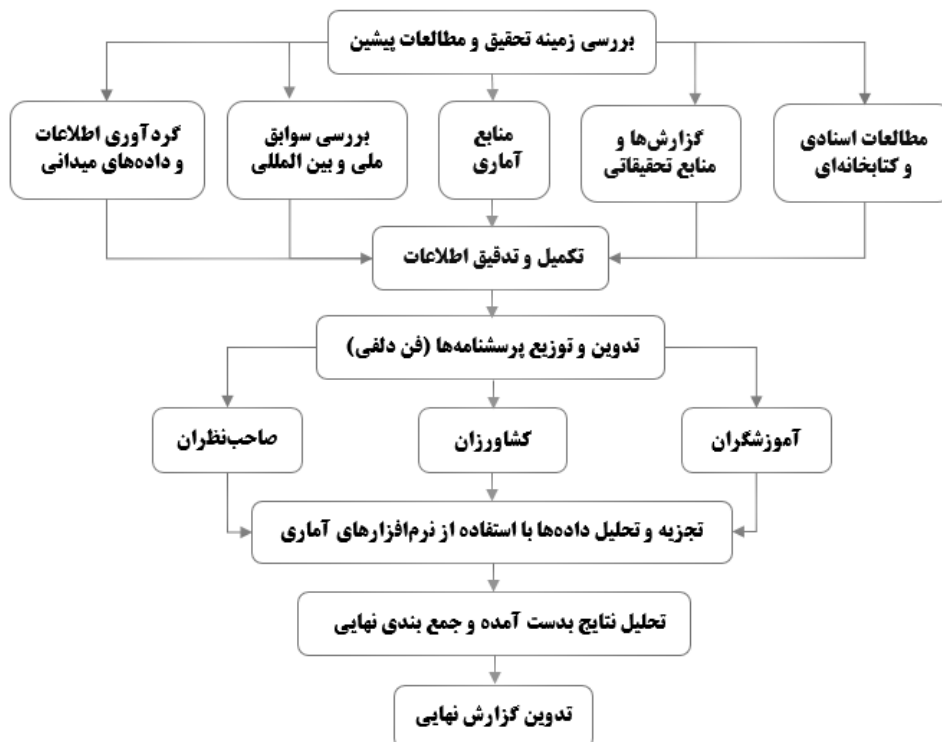 بررسی زمینه تحقیق و مطالعات پیشین
مطالعات اسنادی
و کتابخانه‌ای
گزارش‌ها و
منابع تحقیقاتی
منابع
آماری
بررسی سوابق
ملی و بین المللی
گردآوری اطلاعات
و داده‌های میدانی
تکمیل و تدقیق اطلاعات
تدوین و توزیع پرسشنامه‌ها (فن دلفی)
آموزشگران
کشاورزان
صاحب‌نظران
تجزیه و تحلیل داده‌ها با استفاده از نرم‌افزارهای آماری
تحلیل نتایج بدست آمده و جمع بندی نهایی
تدوین گزارش نهایی